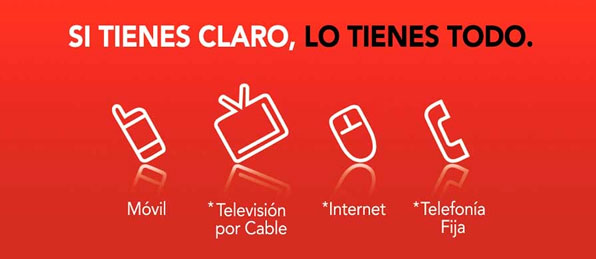 SI TIENES CLARO, LO TIENES TODO.
Móvil
*Televisión
por Cable
*Internet
*Telefonía
Fija